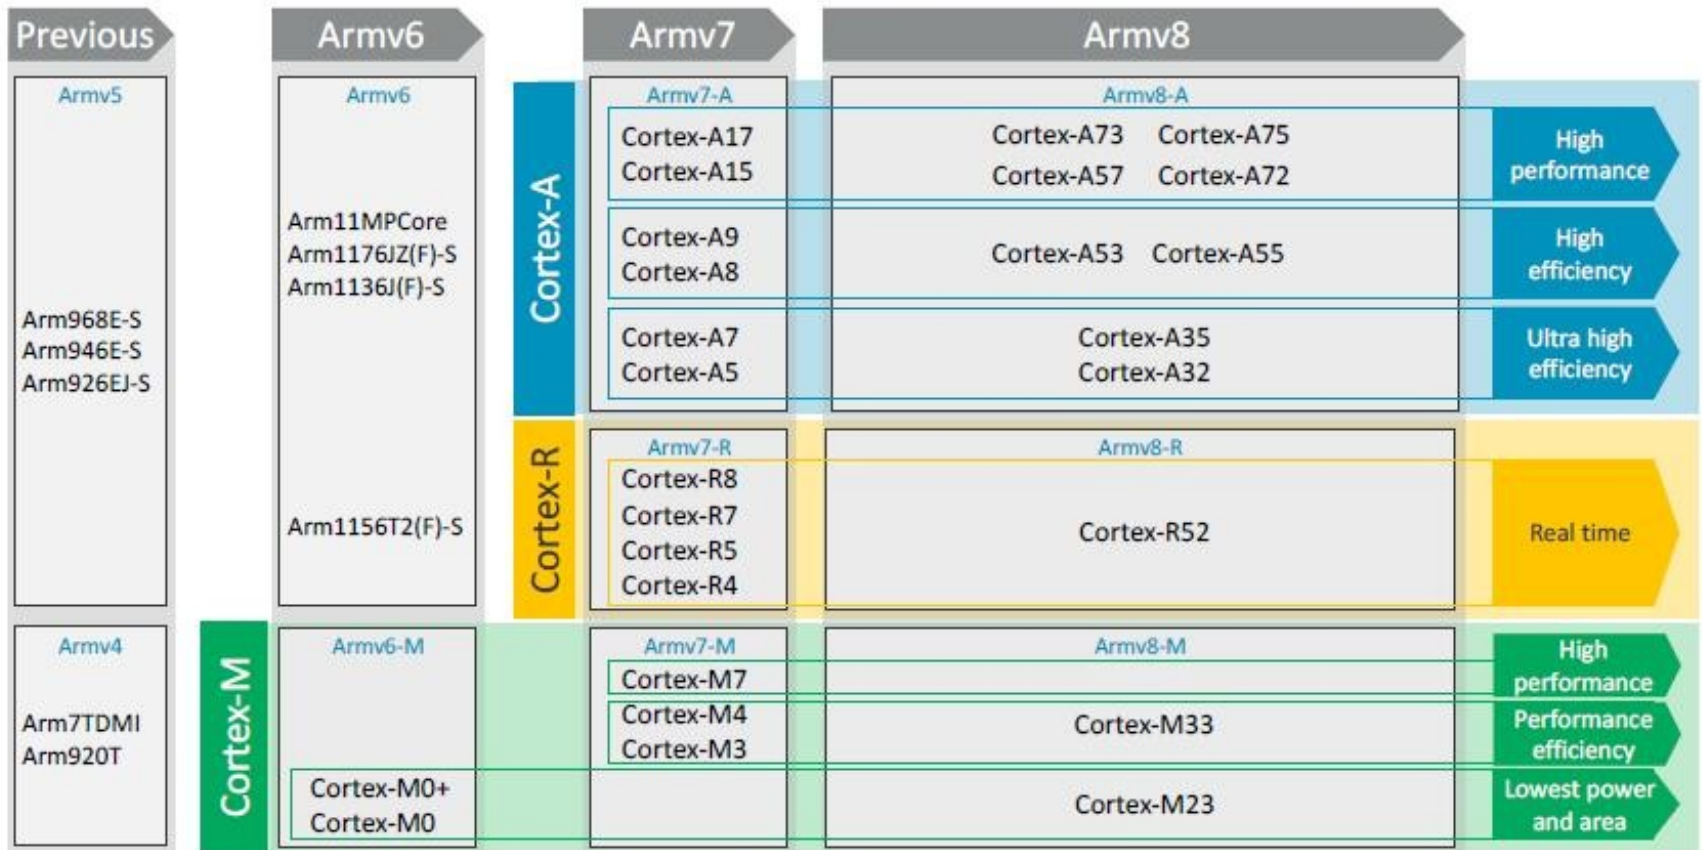 Previous
Armv6
Armv7
Armv8
Armv5
Arm968E-S
Arm946E-S
Arm926EJ-S
Armv4
Arm7TDMI
Arm920T
Armv6
Arm11MPCore
Arm1176JZ(F)-S
Arm1136J(F)-S
Arm1156T2(F)-S
Cortex-A
Armv7-A
Armv8-A
Cortex-A17
Cortex-A15
Cortex-A73 Cortex-A75
Cortex-A57 Cortex-A72
High
performance
Cortex-A9
Cortex-A8
Cortex-A53 Cortex-A55
High
efficiency
Cortex-A7
Cortex-A5
Cortex-A35
Cortex-A32
Ultra high
efficiency
Cortex-R
Armv7-R
Armv8-R
Cortex-R8
Cortex-R7
Cortex-R5
Cortex-R4
Cortex-R52
Real time
Cortex-M
Armv6-M
Armv7-M
Armv8-M
Cortex-M7
High
performance
Cortex-M4
Cortex-M3
Cortex-M33
Performance
efficiency
Cortex-M0+
Cortex-M0
Cortex-M23
Lowest power
and area